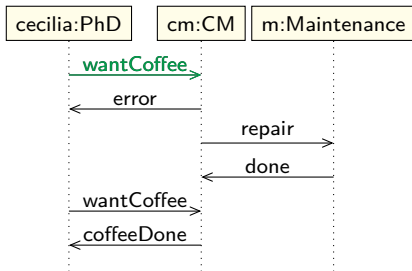 cecilia:PhD cm:CM m:Maintenance
wantCoffee
error
repair
done
wantCoffee
coffeeDone